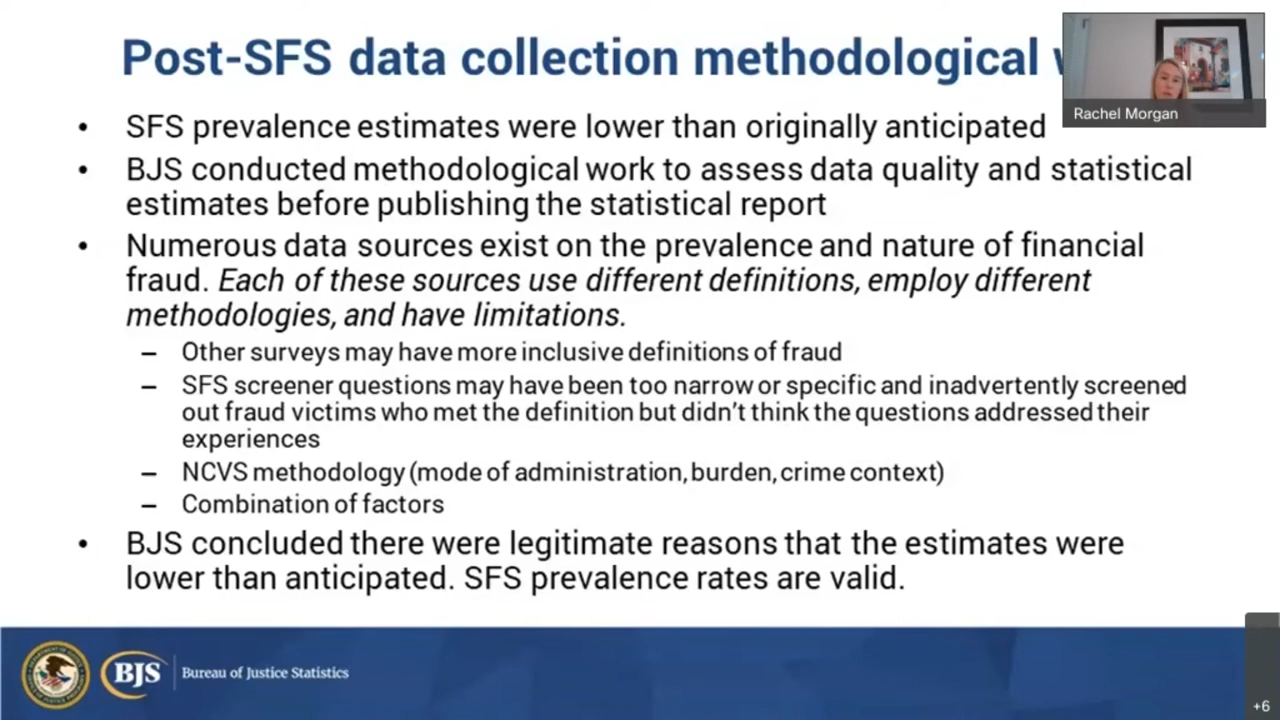 Post-SFS data collection methodological
Rachel Morgan
• SFS prevalence estimates were lower than originally anticipated
• BJS conducted methodological work to assess data quality and statistical
estimates before publishing the statistical report
• Numerous data sources exist on the prevalence and nature of financial
fraud. Each of these sources use different definitions, employ different
methodologies, and have limitations.
– Other surveys may have more inclusive definitions of fraud
– SFS screener questions may have been too narrow or specific and inadvertently screened
out fraud victims who met the definition but didn’t think the questions addressed their
experiences
– NCVS methodology (mode of administration, burden, crime context)
– Combination of factors
• BJS concluded there were legitimate reasons that the estimates were
lower than anticipated. SFS prevalence rates are valid.
BJS
Bureau of Justice Statistics
+6